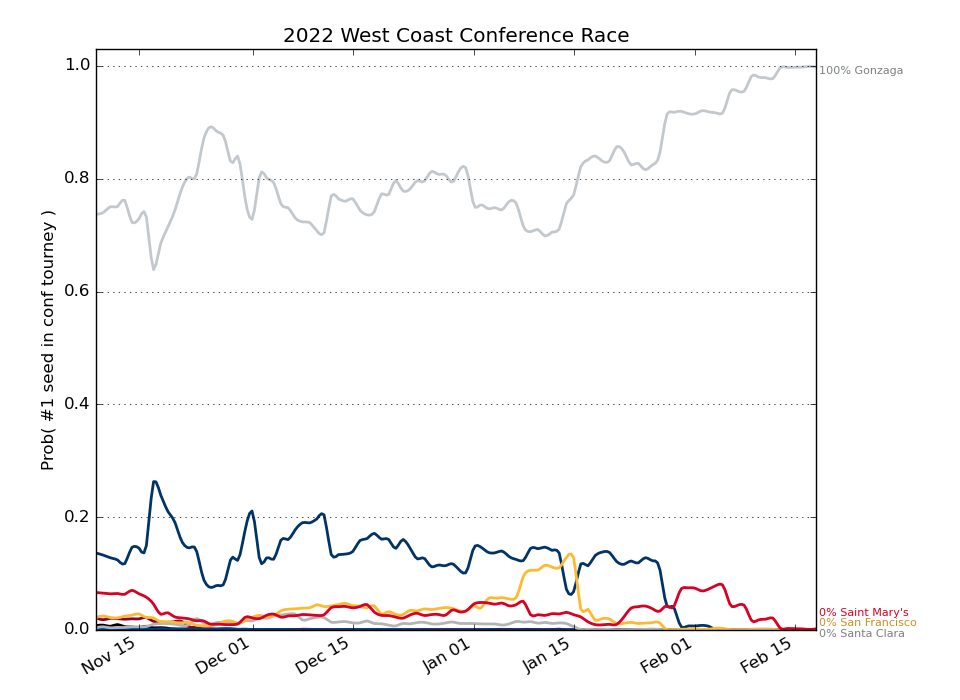 2022 West Coast Conference Race
1.0
0.8
0.6
0.4
0.2
0.0
Prob( #1 seed in conf tourney )
100% Gonzaga
0% Saint Mary's
0% San Francisco
0% Santa Clara
Nov 15
Dec 01
Dec 15
Jan 01
Jan 15
Feb 01
Feb 15